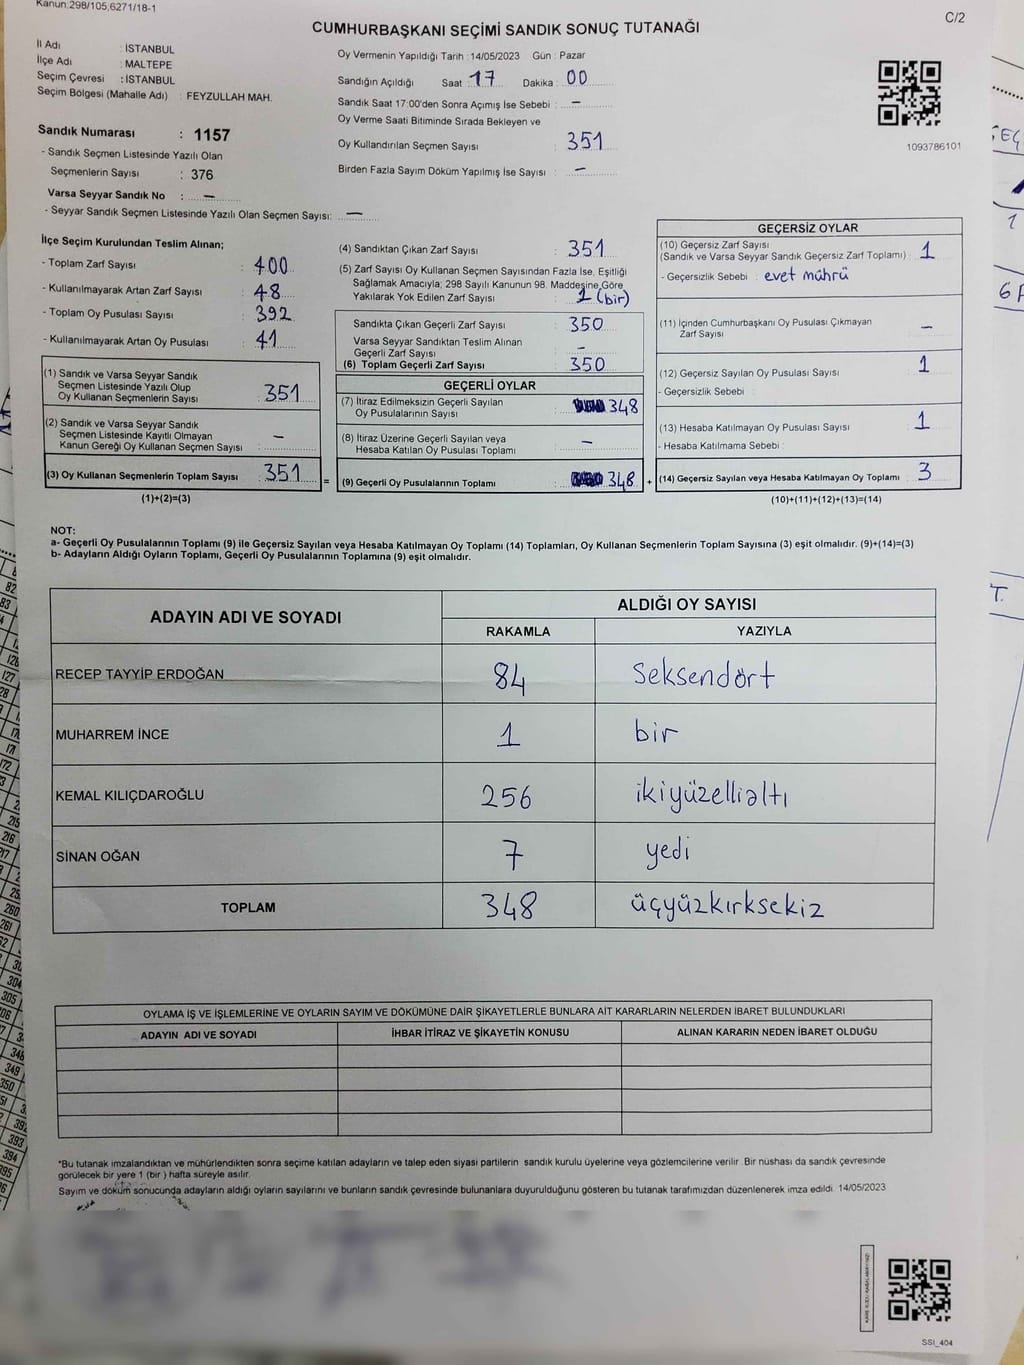 Kanun.298/105,6271/18-1
C/2
CUMHURBAŞKANI SEÇİMİ SANDIK SONUÇ TUTANAĞI
İl Adı : İSTANBUL
İlçe Adı : MALTEPE
Seçim Çevresi : İSTANBUL
Seçim Bölgesi (Mahalle Adı) : FEYZULLAH MAH.
Sandık Numarası : 1157
- Sandık Seçmen Listesinde Yazılı Olan
Seçmenlerin Sayısı : 376
Varsa Seyyar Sandık No : —
- Seyyar Sandık Seçmen Listesinde Yazılı Olan Seçmen Sayısı: —
Oy Vermenin Yapıldığı Tarih : 14/05/2023 Gün : Pazar
Sandığın Açıldığı Saat : 17 Dakika : 00
Sandık Saat 17:00'den Sonra Açımış İse Sebebi : —
Oy Verme Saati Bitiminde Sırada Bekleyen ve
Oy Kullandırılan Seçmen Sayısı : 351
Birden Fazla Sayım Döküm Yapılmış İse Sayısı : —
1093786101
İlçe Seçim Kurulundan Teslim Alınan;
- Toplam Zarf Sayısı : 400
- Kullanılmayarak Artan Zarf Sayısı : 48
- Toplam Oy Pusulası Sayısı : 392
- Kullanılmayarak Artan Oy Pusulası : 41
(1) Sandık ve Varsa Seyyar Sandık
Seçmen Listesinde Yazılı Olup
Oy Kullanan Seçmenlerin Sayısı : 351
(2) Sandık ve Varsa Seyyar Sandık
Seçmen Listesinde Kayıtlı Olmayan
Kanun Gereği Oy Kullanan Seçmen Sayısı : —
(3) Oy Kullanan Seçmenlerin Toplam Sayısı : 351
(1)+(2)=(3)
=
(4) Sandıktan Çıkan Zarf Sayısı : 351
(5) Zarf Sayısı Oy Kullanan Seçmen Sayısından Fazla İse, Eşitliği
Sağlamak Amacıyla; 298 Sayılı Kanunun 98. Maddesine Göre
Yakılarak Yok Edilen Zarf Sayısı : 1 (bir)
Sandıkta Çıkan Geçerli Zarf Sayısı : 350
Varsa Seyyar Sandıktan Teslim Alınan
Geçerli Zarf Sayısı : —
(6) Toplam Geçerli Zarf Sayısı : 350
GEÇERLİ OYLAR
(7) İtiraz Edilmeksizin Geçerli Sayılan
Oy Pusulalarının Sayısı : 348
(8) İtiraz Üzerine Geçerli Sayılan veya
Hesaba Katılan Oy Pusulası Toplamı : —
(9) Geçerli Oy Pusulalarının Toplamı : 348
+
GEÇERSİZ OYLAR
(10) Geçersiz Zarf Sayısı
(Sandık ve Varsa Seyyar Sandık Geçersiz Zarf Toplamı) : 1
- Geçersizlik Sebebi : evet mührü
(11) İçinden Cumhurbaşkanı Oy Pusulası Çıkmayan
Zarf Sayısı : —
(12) Geçersiz Sayılan Oy Pusulası Sayısı : 1
- Geçersizlik Sebebi :
(13) Hesaba Katılmayan Oy Pusulası Sayısı : 1
- Hesaba Katılmama Sebebi :
(14) Geçersiz Sayılan veya Hesaba Katılmayan Oy Toplamı : 3
(10)+(11)+(12)+(13)=(14)
NOT:
a- Geçerli Oy Pusulalarının Toplamı (9) ile Geçersiz Sayılan veya Hesaba Katılmayan Oy Toplamı (14) Toplamları, Oy Kullanan Seçmenlerin Toplam Sayısına (3) eşit olmalıdır. (9)+(14)=(3)
b- Adayların Aldığı Oyların Toplamı, Geçerli Oy Pusulalarının Toplamına (9) eşit olmalıdır.
ADAYIN ADI VE SOYADI
ALDIĞI OY SAYISI
RAKAMLA YAZIYLA
RECEP TAYYİP ERDOĞAN 84 seksendört
MUHARREM İNCE 1 bir
KEMAL KILIÇDAROĞLU 256 ikiyüzellialtı
SİNAN OĞAN 7 yedi
TOPLAM 348 üçyüzkırksekiz
OYLAMA İŞ VE İŞLEMLERİNE VE OYLARIN SAYIM VE DÖKÜMÜNE DAİR ŞİKAYETLERLE BUNLARA AİT KARARLARIN NELERDEN İBARET BULUNDUKLARI
ADAYIN ADI VE SOYADI İHBAR İTİRAZ VE ŞİKAYETİN KONUSU ALINAN KARARIN NEDEN İBARET OLDUĞU
*Bu tutanak imzalandıktan ve mühürlendikten sonra seçime katılan adayların ve talep eden siyasi partilerin sandık kurulu üyelerine veya gözlemcilerine verilir. Bir nüshası da sandık çevresinde
görülecek bir yere 1 (bir ) hafta süreyle asılır.
Sayım ve döküm sonucunda adayların aldığı oyların sayılarını ve bunların sandık çevresinde bulunanlara duyurulduğunu gösteren bu tutanak tarafımızdan düzenlenerek imza edildi. 14/05/2023
SSI_404